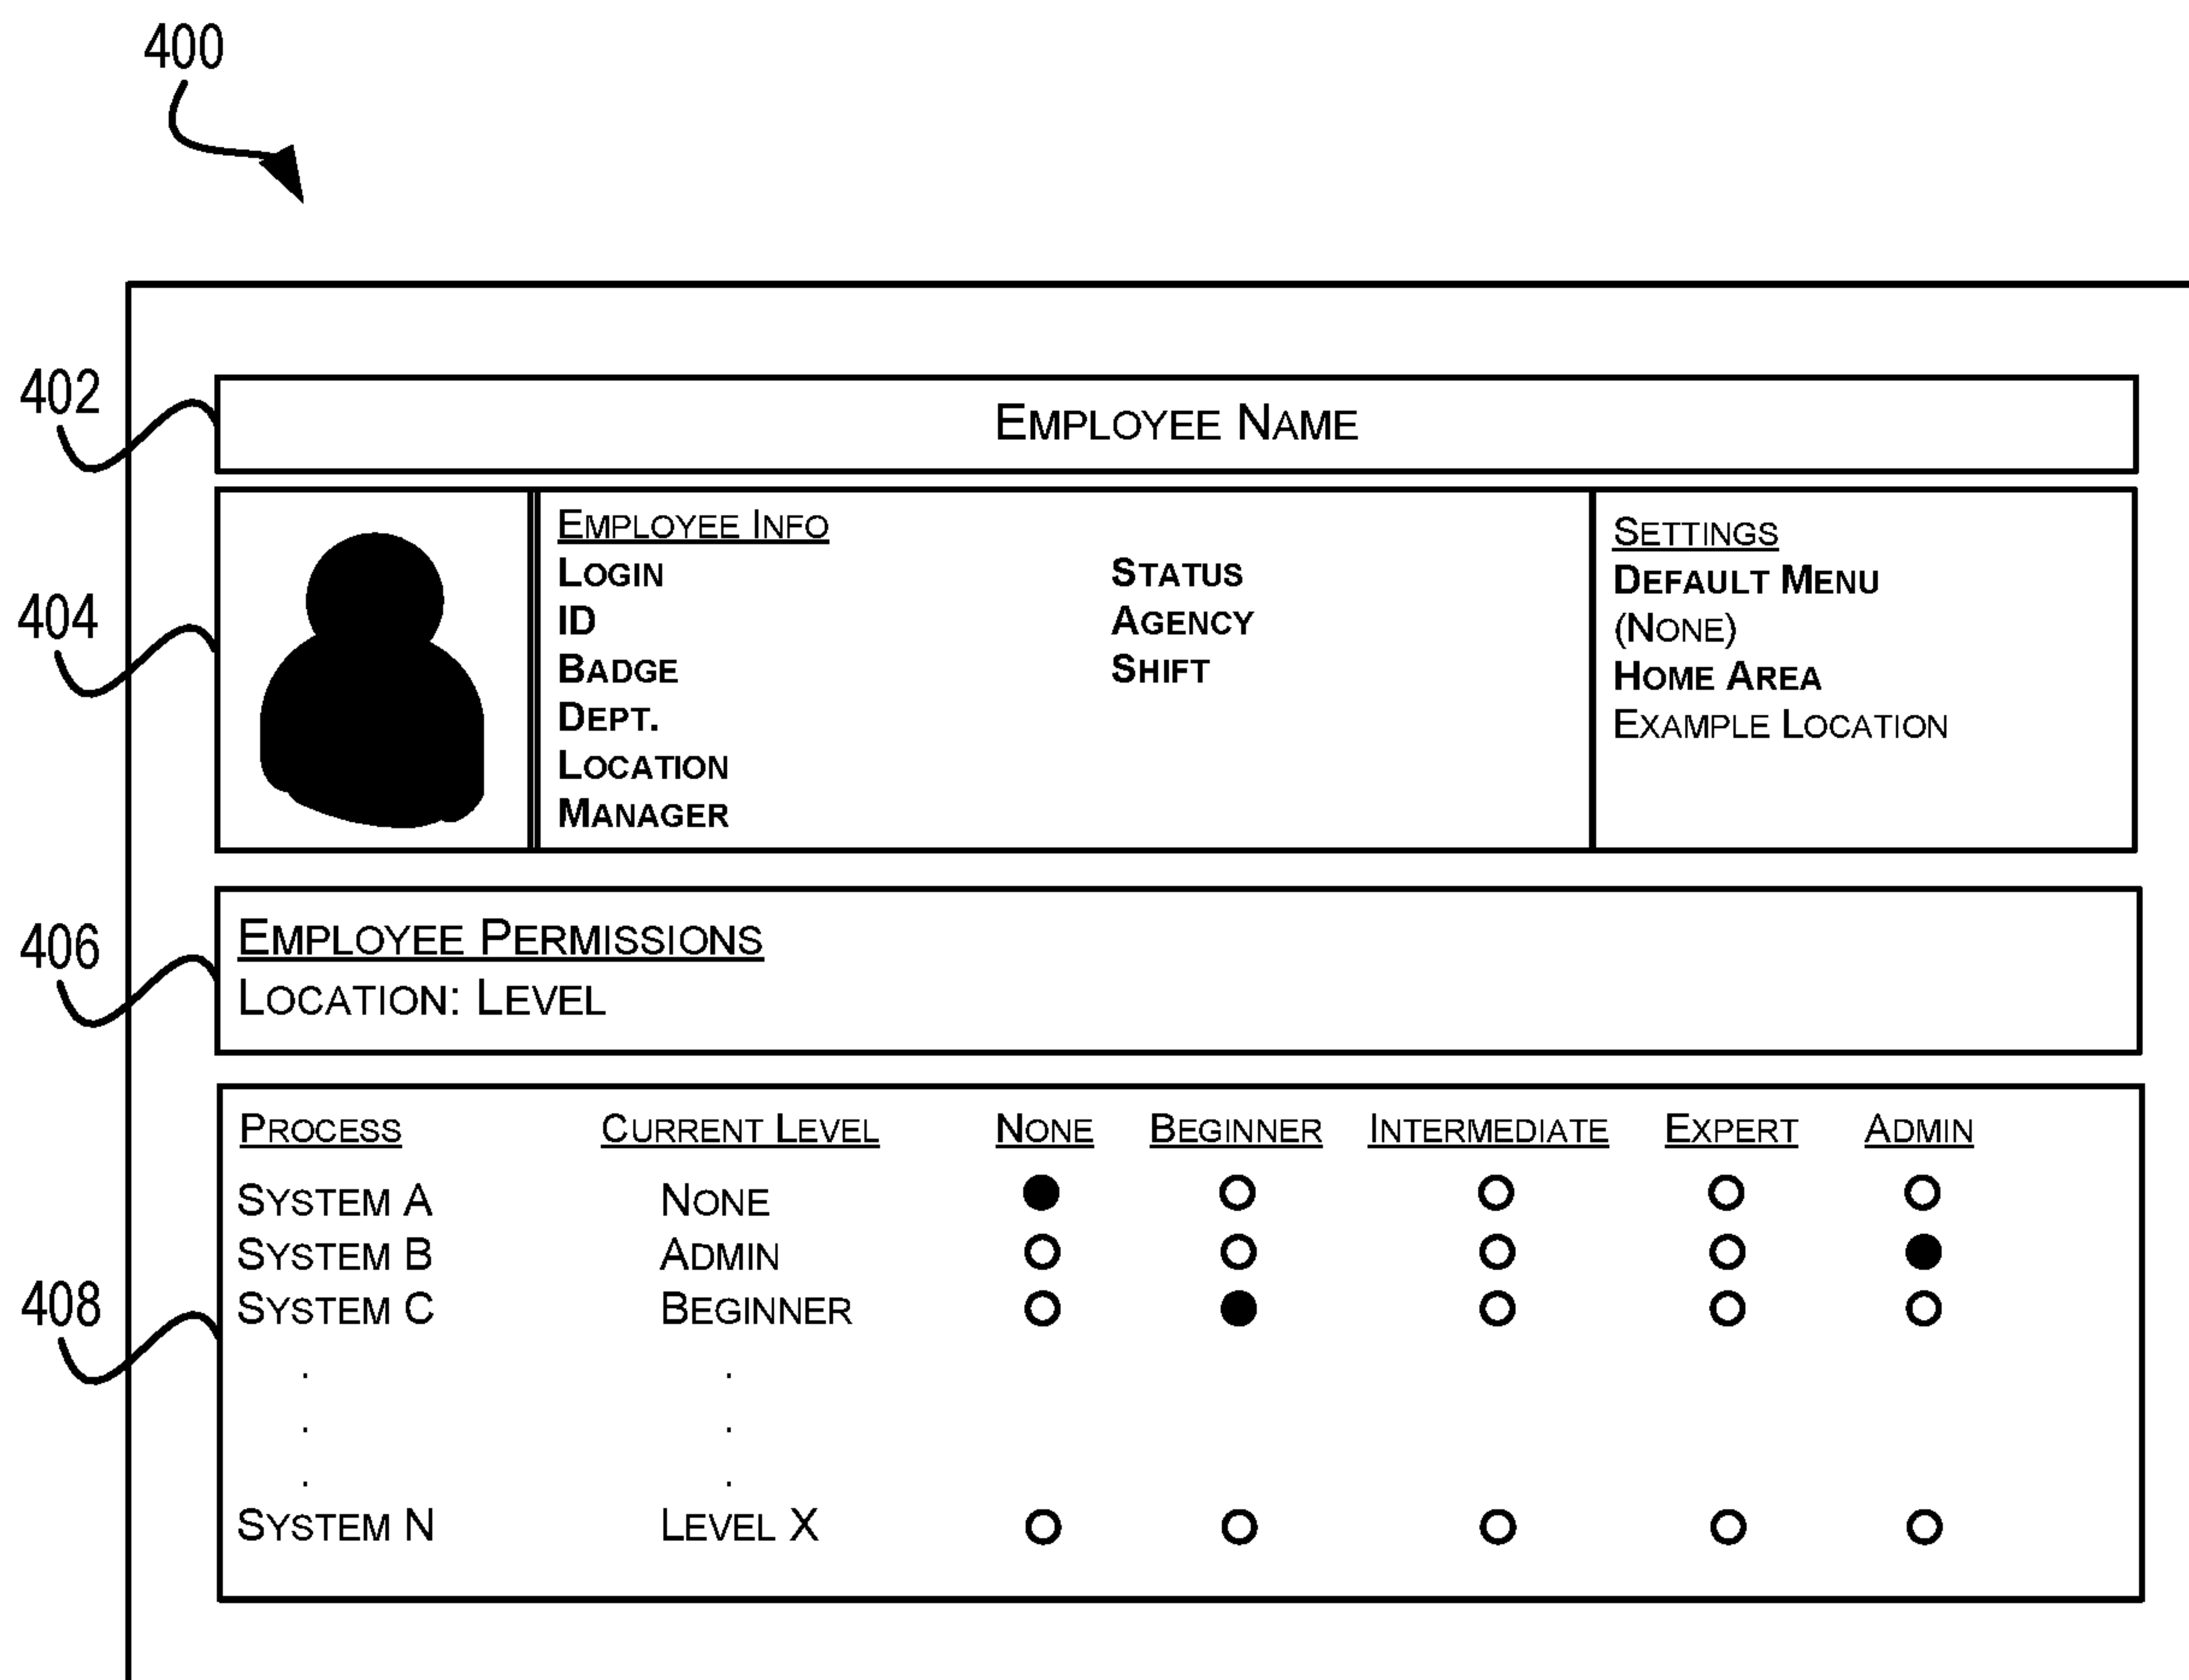 400
402
EMPLOYEE NAME
404
EMPLOYEE INFO
LOGIN
ID
BADGE
DEPT.
LOCATION
MANAGER
STATUS
AGENCY
SHIFT
SETTINGS
DEFAULT MENU
(NONE)
HOME AREA
EXAMPLE LOCATION
406
EMPLOYEE PERMISSIONS
LOCATION: LEVEL
408
PROCESS CURRENT LEVEL NONE BEGINNER INTERMEDIATE EXPERT ADMIN
SYSTEM A NONE
SYSTEM B ADMIN
SYSTEM C BEGINNER
. .
. .
. .
SYSTEM N LEVEL X